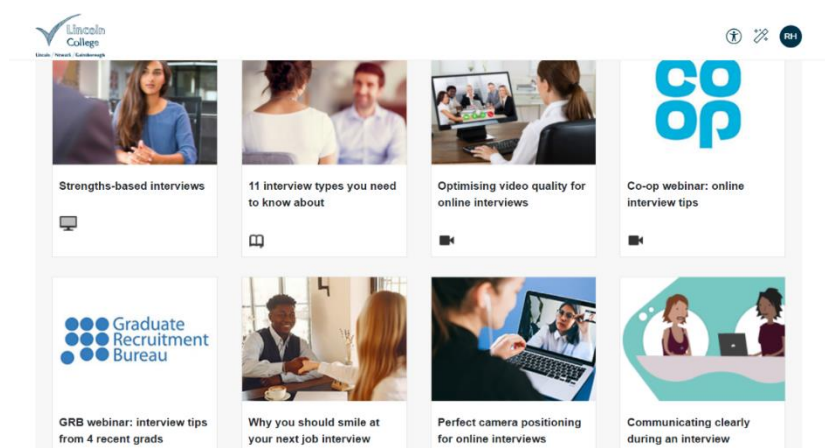 Lincoln
College
Lincoln | Newark | Gainsborough
RH
Strengths-based interviews
11 interview types you need
to know about
Optimising video quality for
online interviews
co
op
Co-op webinar: online
interview tips
Graduate
Recruitment
Bureau
GRB webinar: interview tips
from 4 recent grads
Why you should smile at
your next job interview
Perfect camera positioning
for online interviews
Communicating clearly
during an interview